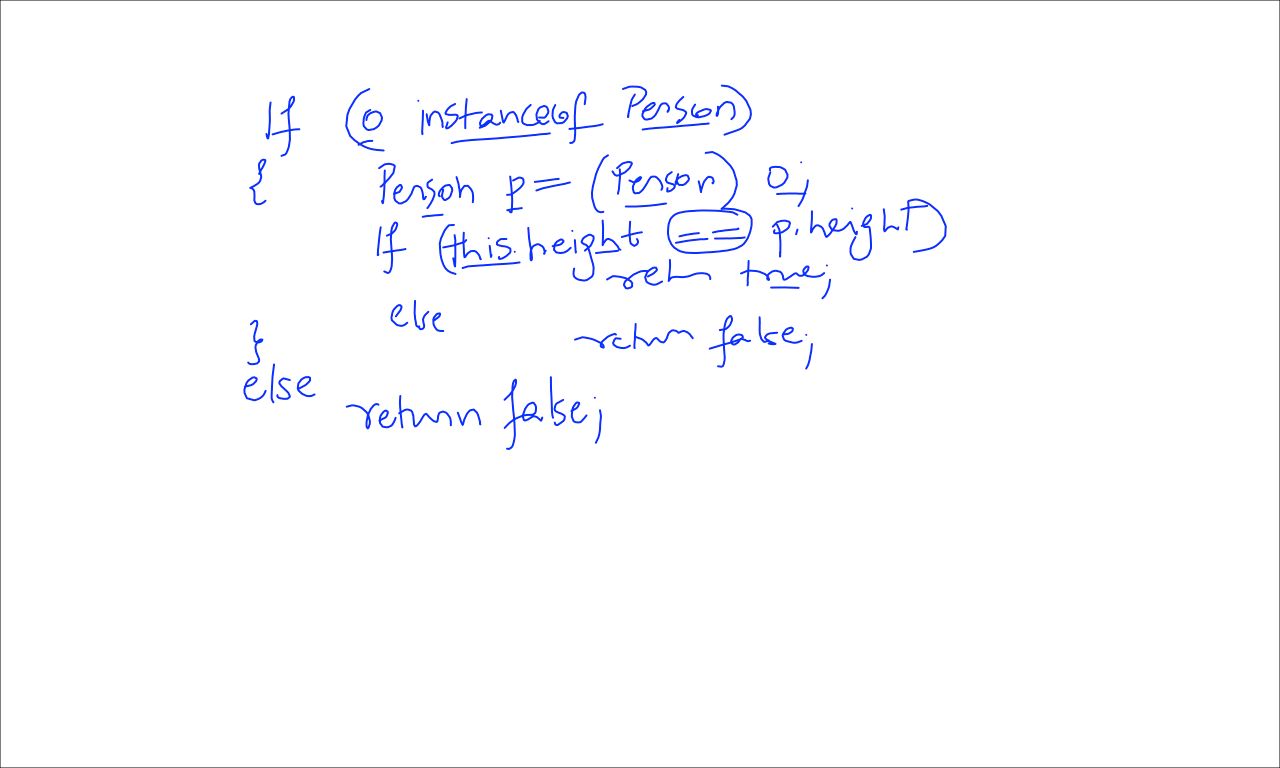 If (o instanceof Person)
{ Person p = (Person) o;
If (this.height == p.height)
return true;
else
return false;
}
else
return false;